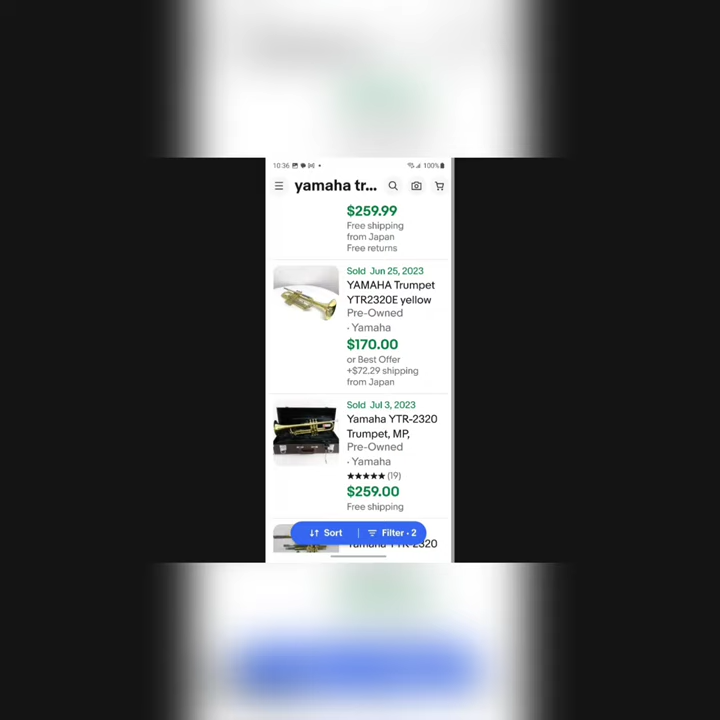 10:36
100%
yamaha tr...
$259.99
Free shipping
from Japan
Free returns
Sold Jun 25, 2023
YAMAHA Trumpet
YTR2320E yellow
Pre-Owned
· Yamaha
$170.00
or Best Offer
+$72.29 shipping
from Japan
Sold Jul 3, 2023
Yamaha YTR-2320
Trumpet, MP,
Pre-Owned
· Yamaha
★★★★★ (19)
$259.00
Free shipping
Sort
Filter · 2
Yamaha YTR-2320